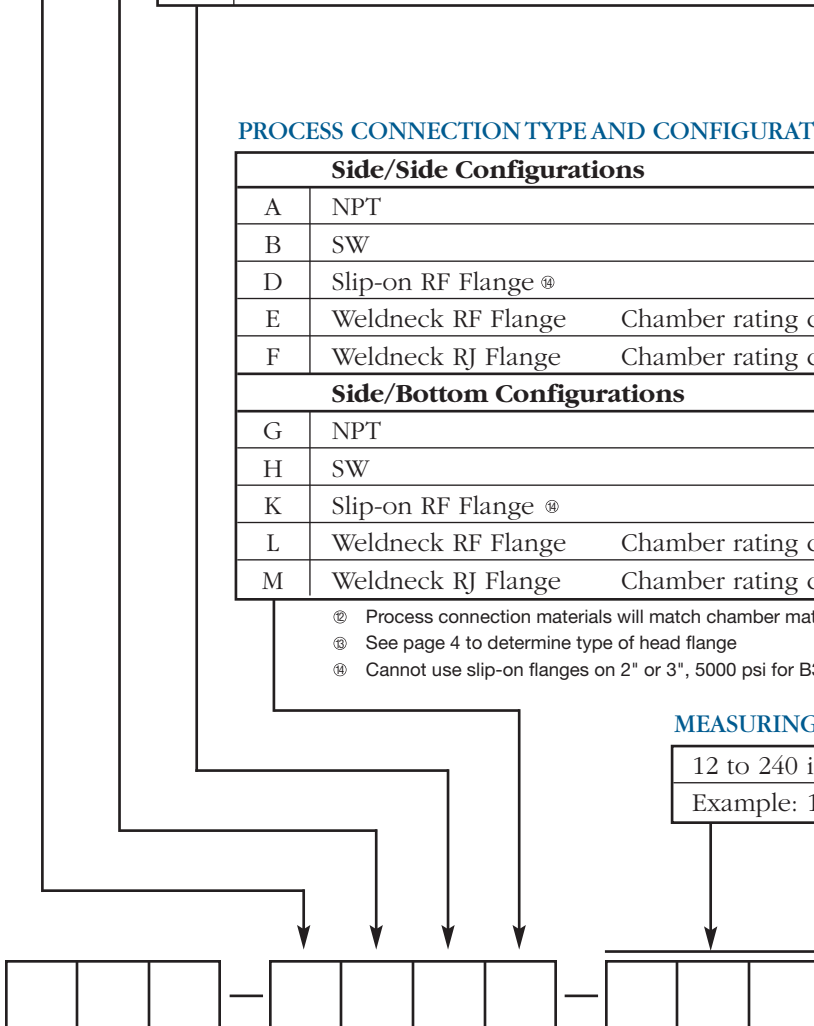 PROCESS CONNECTION TYPE AND CONFIGURAT
Side/Side Configurations
A NPT
B SW
D Slip-on RF Flange ⑭
E Weldneck RF Flange Chamber rating
F Weldneck RJ Flange Chamber rating
Side/Bottom Configurations
G NPT
H SW
K Slip-on RF Flange ⑭
L Weldneck RF Flange Chamber rating
M Weldneck RJ Flange Chamber rating
⑫ Process connection materials will match chamber mat
⑬ See page 4 to determine type of head flange
⑭ Cannot use slip-on flanges on 2" or 3", 5000 psi for B3
MEASURING
12 to 240 i
Example: 1